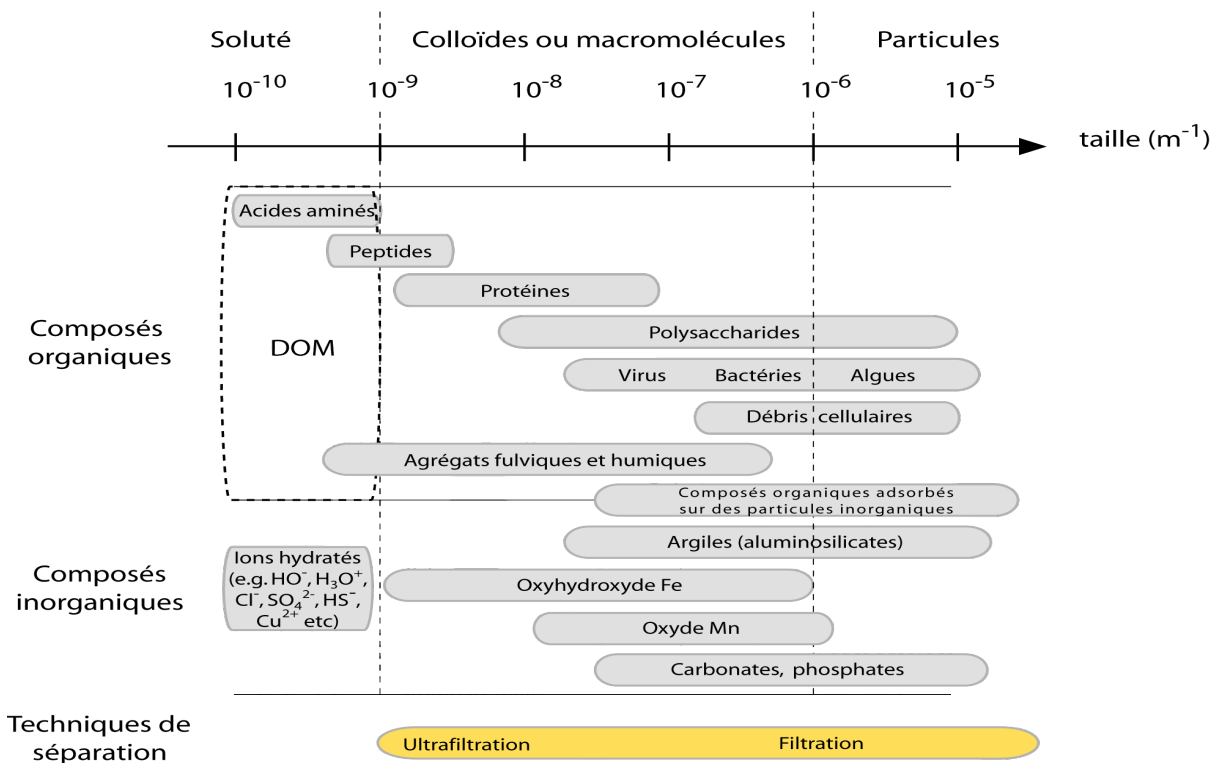 Soluté Colloïdes ou macromolécules Particules
10⁻¹⁰ 10⁻⁹ 10⁻⁸ 10⁻⁷ 10⁻⁶ 10⁻⁵
taille (m⁻¹)
Acides aminés
Peptides
Protéines
Composés
organiques
DOM
Polysaccharides
Virus Bactéries Algues
Débris cellulaires
Agrégats fulviques et humiques
Composés organiques adsorbés
sur des particules inorganiques
Argiles (aluminosilicates)
Composés
inorganiques
Ions hydratés
(e.g. HO⁻, H₃O⁺,
Cl⁻, SO₄²⁻, HS⁻,
Cu²⁺ etc)
Oxyhydroxyde Fe
Oxyde Mn
Carbonates, phosphates
Techniques de
séparation
Ultrafiltration Filtration